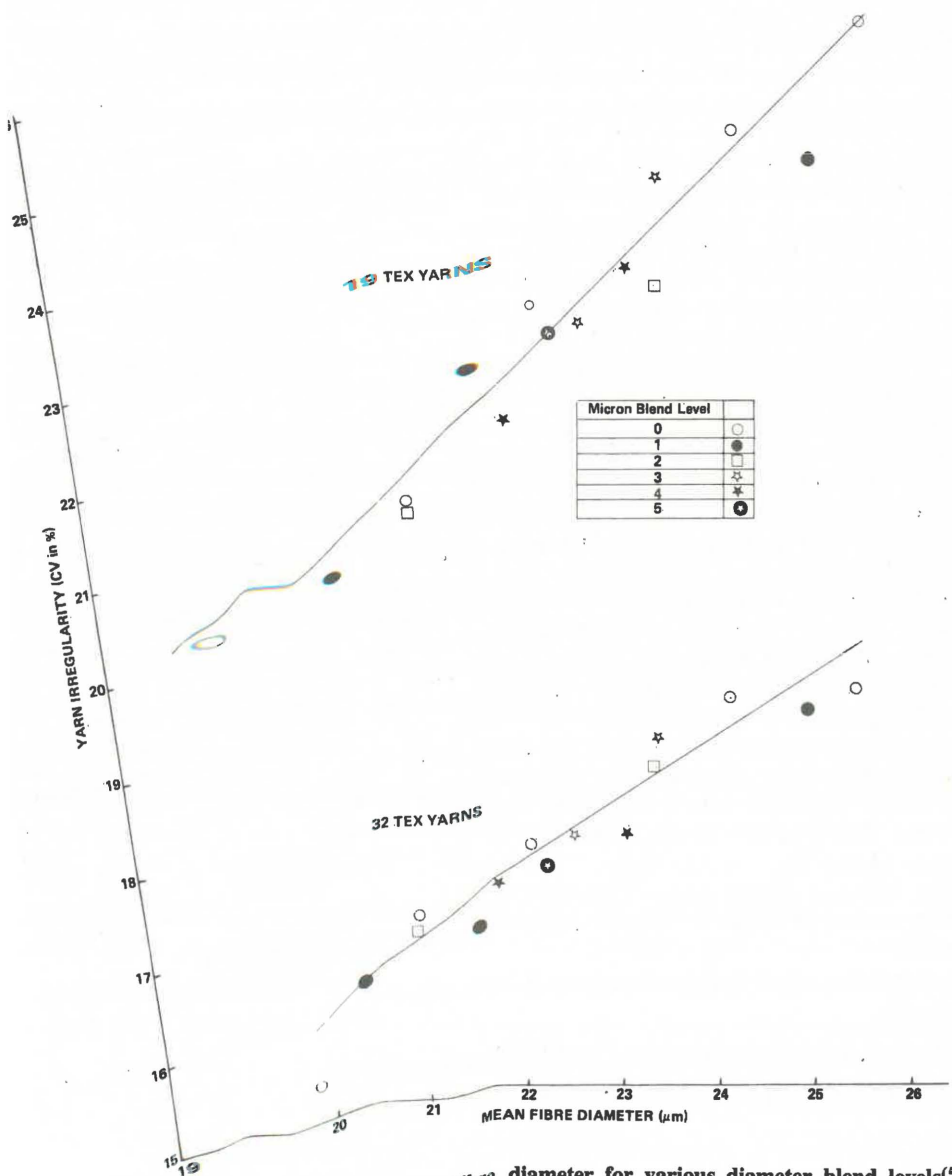 25
24
19 TEX YARNS
23
Micron Blend Level
0
1
2
3
4
5
22
YARN IRREGULARITY (CV in %)
21
20
19
32 TEX YARNS
18
17
16
15
19 20 21 22 23 24 25 26
MEAN FIBRE DIAMETER (µm)
diameter for various diameter blend levels(